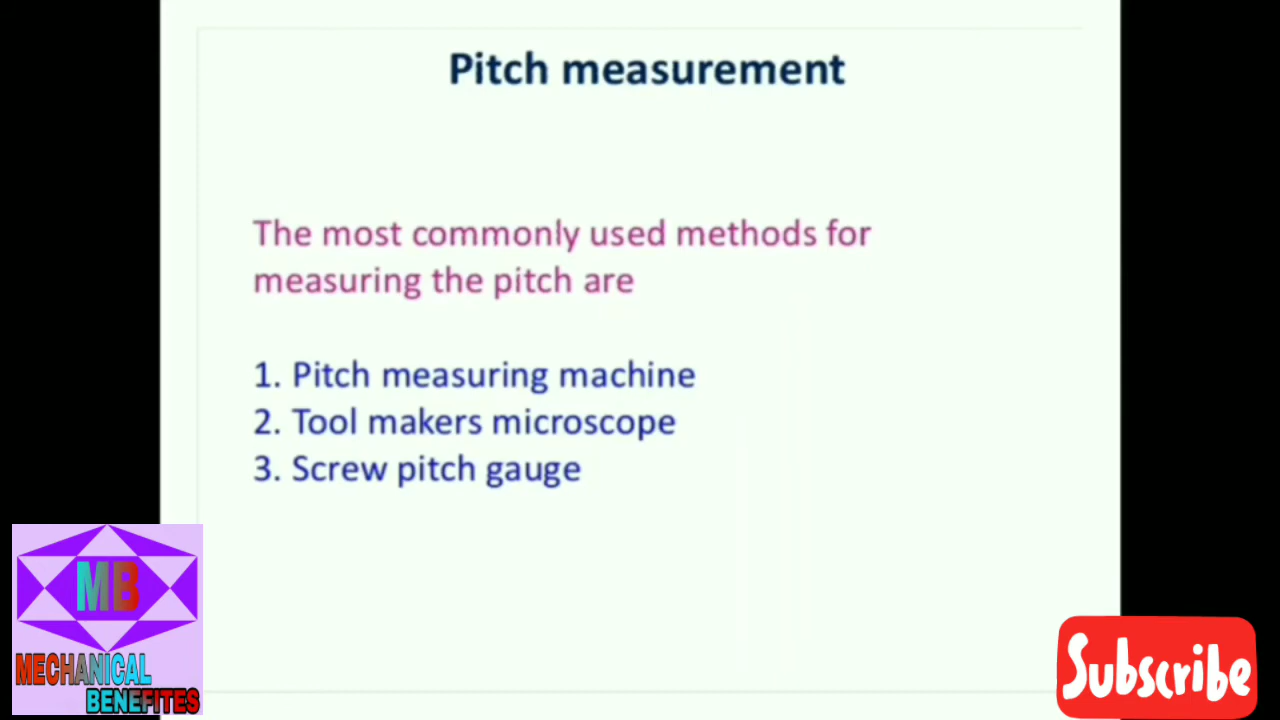 Pitch measurement
The most commonly used methods for
measuring the pitch are
1. Pitch measuring machine
2. Tool makers microscope
3. Screw pitch gauge
MB
MECHANICAL
BENEFITES
Subscribe